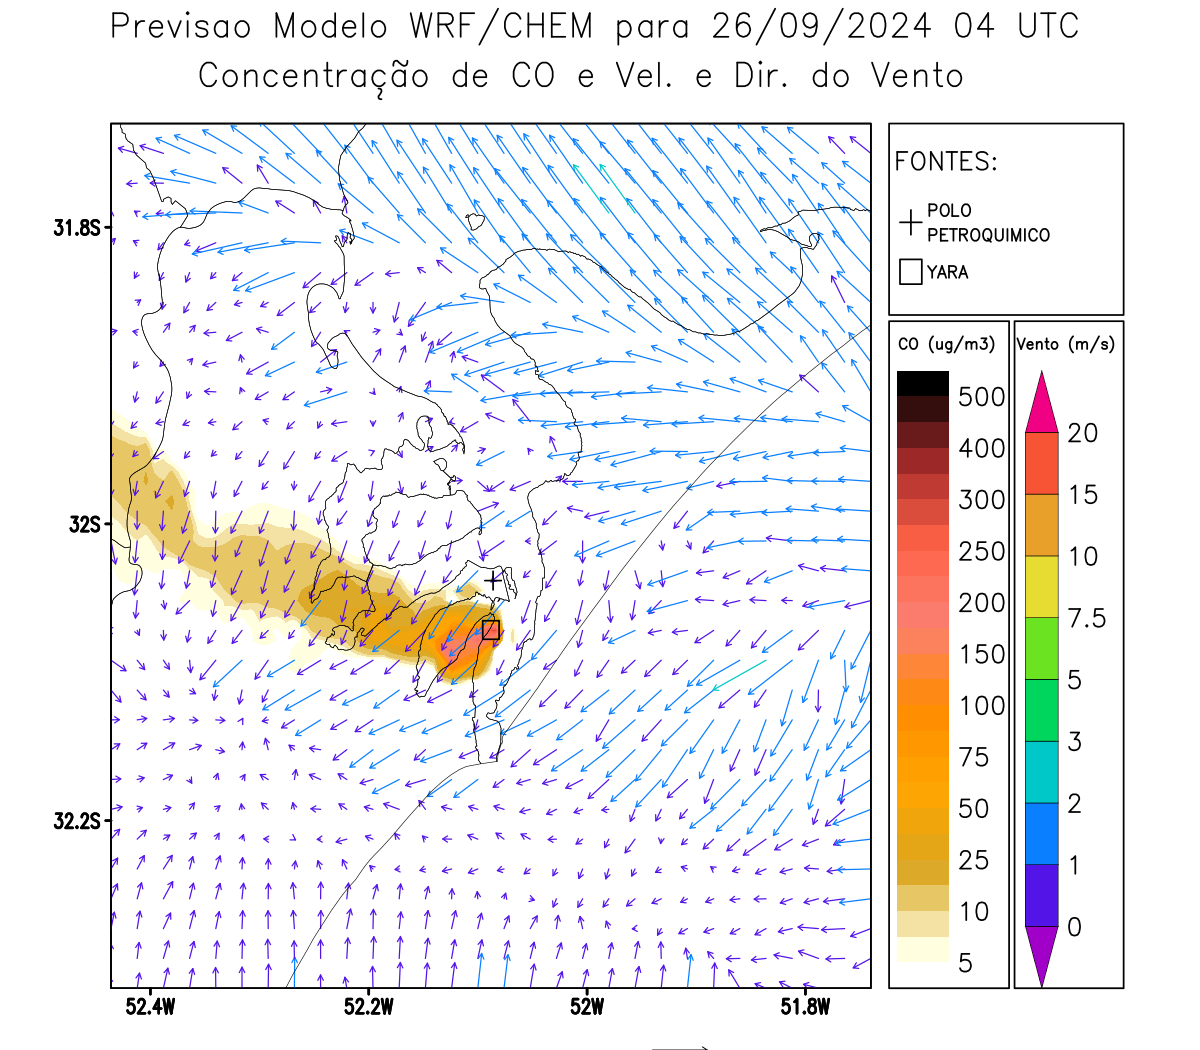 Previsao Modelo WRF/CHEM para 26/09/2024 04 UTC
Concentração de CO e Vel. e Dir. do Vento
FONTES:
POLO
PETROQUIMICO
YARA
CO (ug/m3)
500
400
300
250
200
150
100
75
50
25
10
5
Vento (m/s)
20
15
10
7.5
5
3
2
1
0
31.8S
32S
32.2S
52.4W
52.2W
52W
51.8W